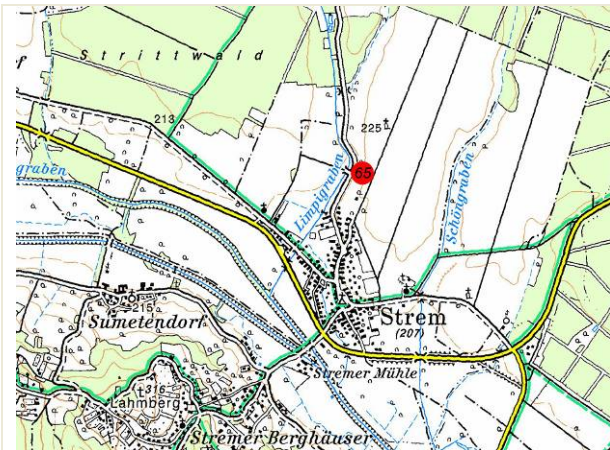 Strittwald
213
225
65
graben
Limpigraben
Schöngraben
215
Sumetendorf
Strem
(207)
Stremer Mühle
316
Lahmberg
Stremer Berghäuser